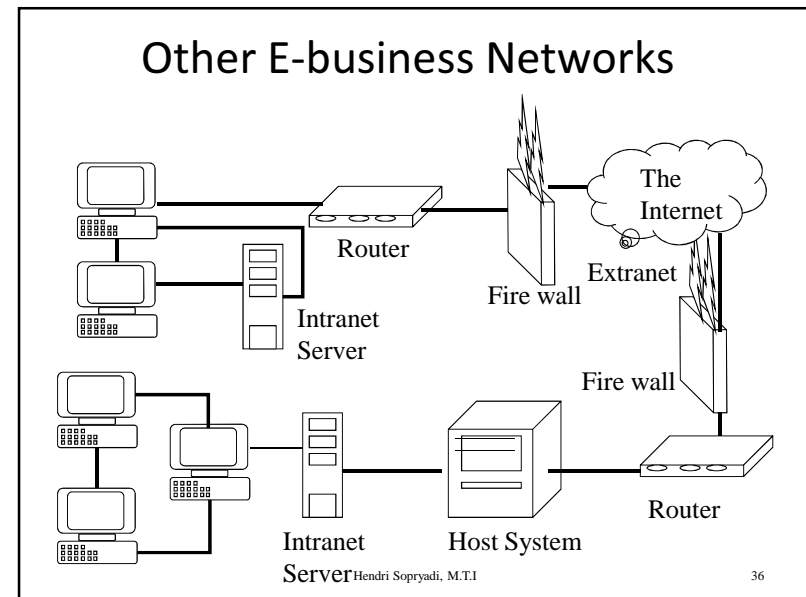 Other E-business Networks
The
Internet
Router
Extranet
Fire wall
Intranet
Server
Fire wall
Router
Intranet
Server
Host System
Hendri Sopryadi, M.T.I
36